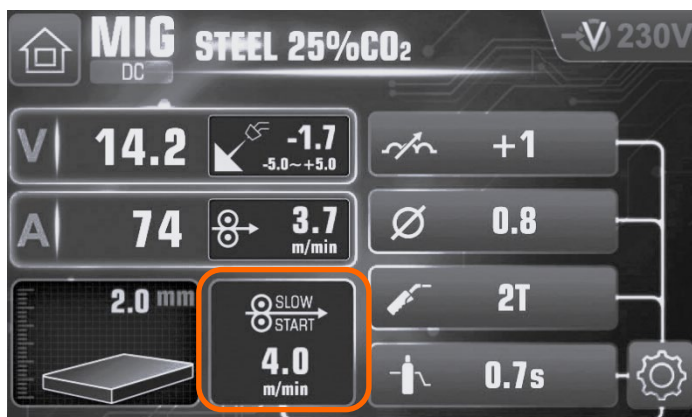 MIG STEEL 25%CO₂ V 230V
DC
V 14.2 -1.7 +1
-5.0~+5.0
A 74 3.7 0.8
m/min
2.0 mm SLOW 2T
START
4.0 0.7s
m/min